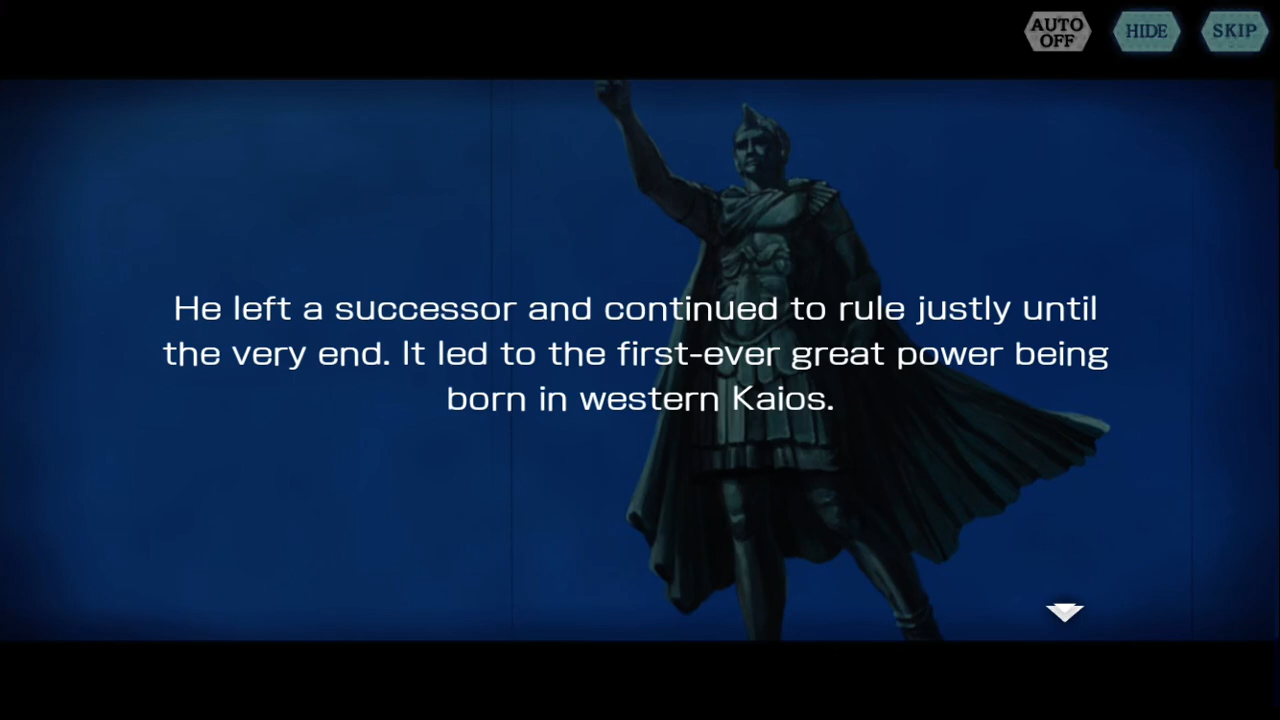 AUTO
OFF
HIDE
SKIP
He left a successor and continued to rule justly until
the very end. It led to the first-ever great power being
born in western Kaios.